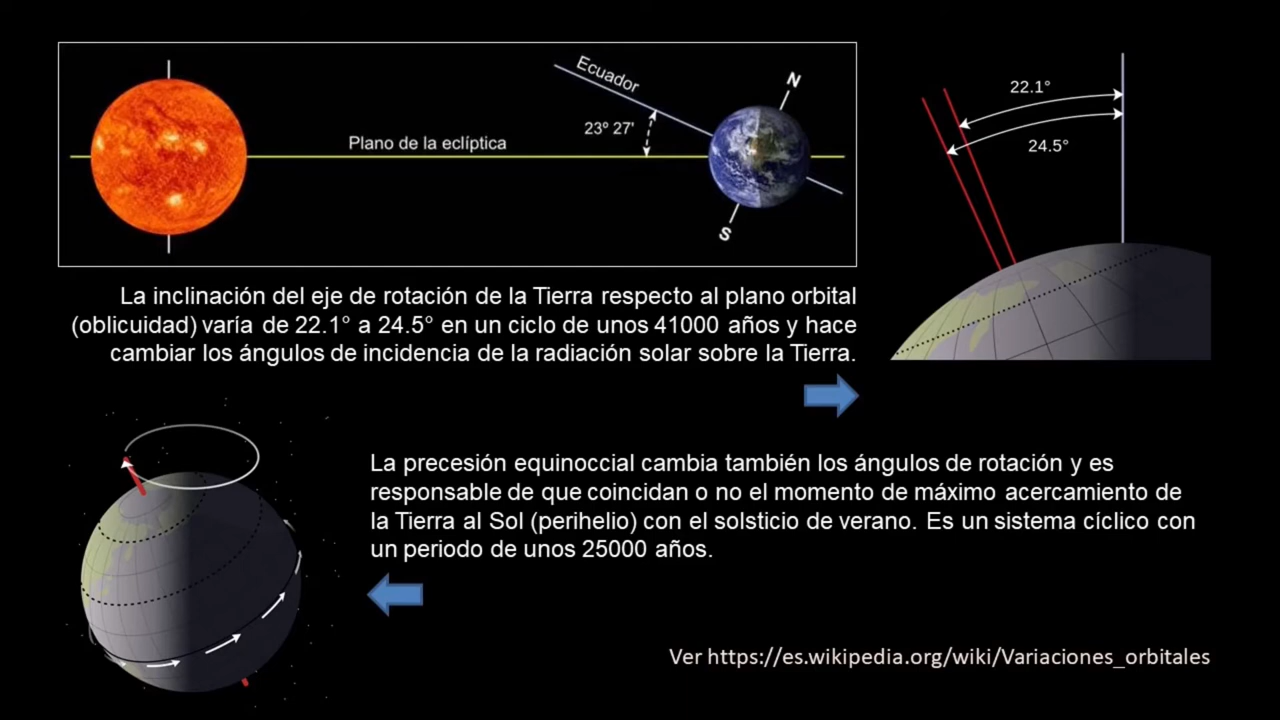 Ecuador
N
23º 27'
Plano de la eclíptica
S
22.1°
24.5°
La inclinación del eje de rotación de la Tierra respecto al plano orbital
(oblicuidad) varía de 22.1° a 24.5° en un ciclo de unos 41000 años y hace
cambiar los ángulos de incidencia de la radiación solar sobre la Tierra.
La precesión equinoccial cambia también los ángulos de rotación y es
responsable de que coincidan o no el momento de máximo acercamiento de
la Tierra al Sol (perihelio) con el solsticio de verano. Es un sistema cíclico con
un periodo de unos 25000 años.
Ver https://es.wikipedia.org/wiki/Variaciones_orbitales